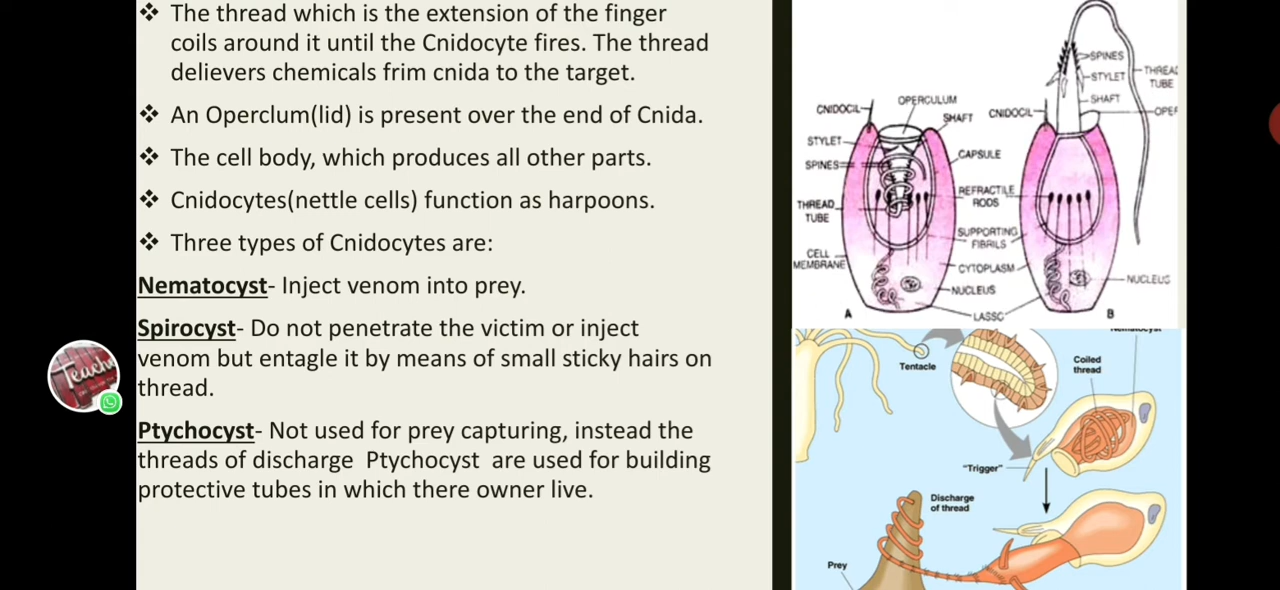 ❖ The thread which is the extension of the finger
coils around it until the Cnidocyte fires. The thread
delievers chemicals frim cnida to the target.
❖ An Operclum(lid) is present over the end of Cnida.
❖ The cell body, which produces all other parts.
❖ Cnidocytes(nettle cells) function as harpoons.
❖ Three types of Cnidocytes are:
Nematocyst- Inject venom into prey.
Spirocyst- Do not penetrate the victim or inject
venom but entagle it by means of small sticky hairs on
thread.
Ptychocyst- Not used for prey capturing, instead the
threads of discharge Ptychocyst are used for building
protective tubes in which there owner live.
SPINES
STYLET
THREA
TUBE
SHAFT
OPER
CNIDOCIL
OPERCULUM
CNIDOCIL
SHAFT
STYLET
SPINES
CAPSULE
REFRACTILE
RODS
THREAD
TUBE
SUPPORTING
FIBRILS
CELL
MEMBRANE
CYTOPLASM
NUCLEUS
NUCLEUS
LASSO
A
B
Tentacle
Coiled
thread
"Trigger"
Discharge
of thread
Prey